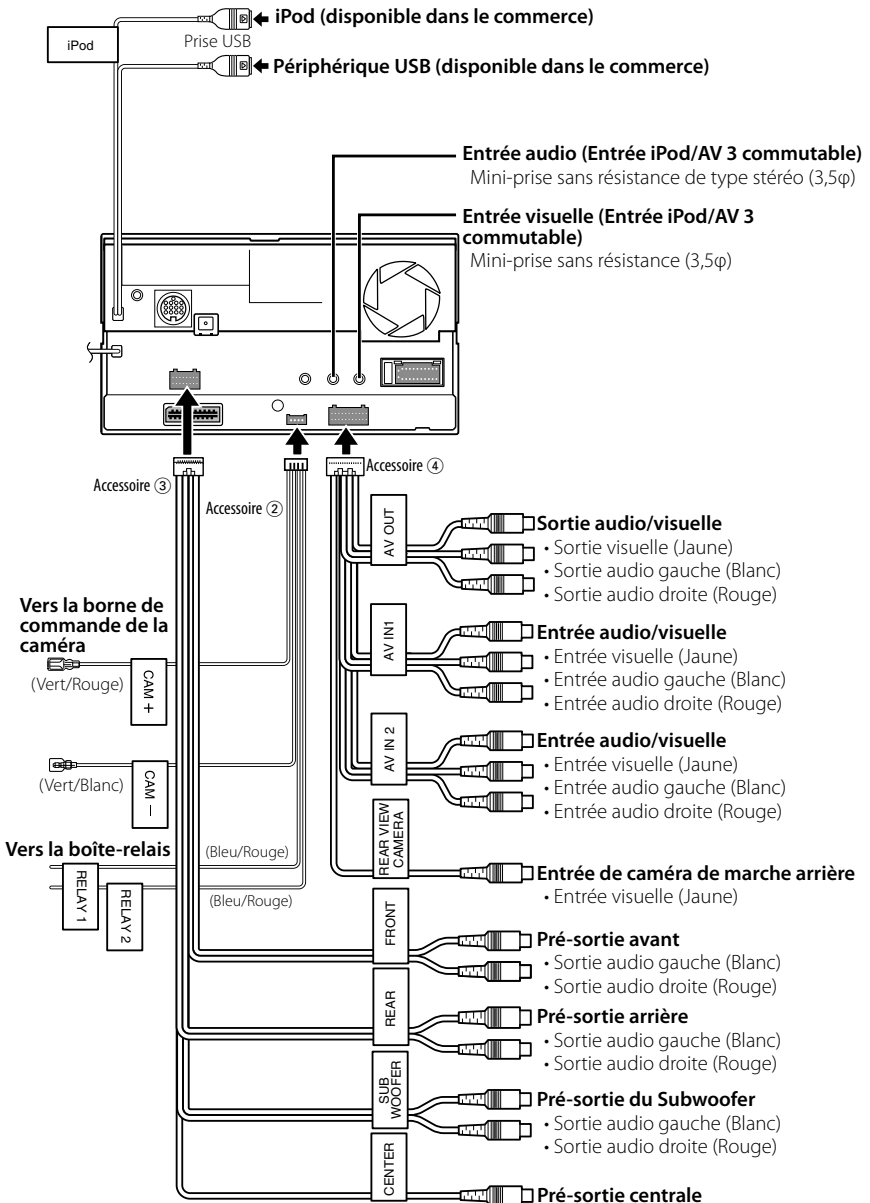 iPod (disponible dans le commerce)
iPod
Prise USB
Périphérique USB (disponible dans le commerce)
Entrée audio (Entrée iPod/AV 3 commutable)
Mini-prise sans résistance de type stéréo (3,5φ)
Entrée visuelle (Entrée iPod/AV 3
commutable)
Mini-prise sans résistance (3,5φ)
Accessoire ③
Accessoire ②
Accessoire ④
AV OUT
Sortie audio/visuelle
• Sortie visuelle (Jaune)
• Sortie audio gauche (Blanc)
• Sortie audio droite (Rouge)
Vers la borne de
commande de la
caméra
(Vert/Rouge)
CAM +
AV IN1
Entrée audio/visuelle
• Entrée visuelle (Jaune)
• Entrée audio gauche (Blanc)
• Entrée audio droite (Rouge)
(Vert/Blanc)
CAM −
AV IN 2
Entrée audio/visuelle
• Entrée visuelle (Jaune)
• Entrée audio gauche (Blanc)
• Entrée audio droite (Rouge)
Vers la boîte-relais
(Bleu/Rouge)
RELAY 1
(Bleu/Rouge)
RELAY 2
REAR VIEW
CAMERA
Entrée de caméra de marche arrière
• Entrée visuelle (Jaune)
FRONT
Pré-sortie avant
• Sortie audio gauche (Blanc)
• Sortie audio droite (Rouge)
REAR
Pré-sortie arrière
• Sortie audio gauche (Blanc)
• Sortie audio droite (Rouge)
SUB
WOOFER
Pré-sortie du Subwoofer
• Sortie audio gauche (Blanc)
• Sortie audio droite (Rouge)
CENTER
Pré-sortie centrale